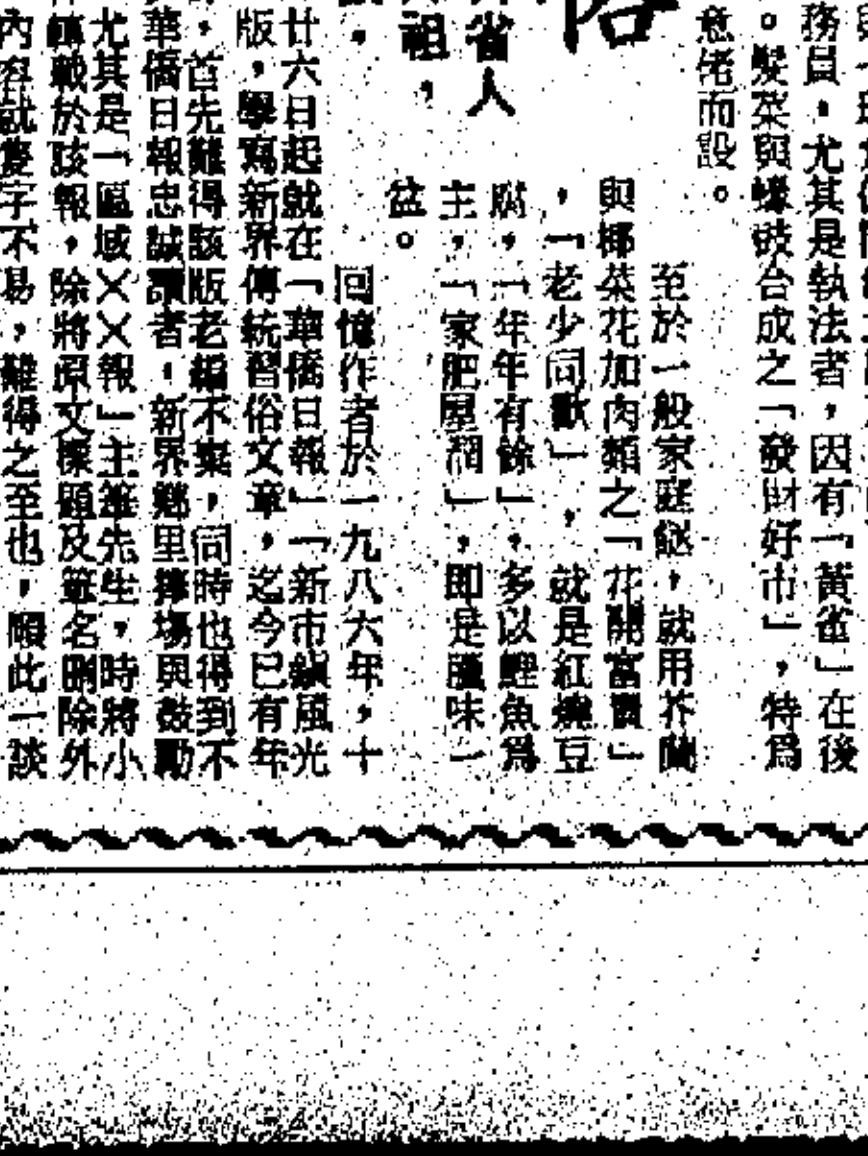 務員，尤其是執法者，因有「黃雀」在後
。髮菜與蠔豉合成之「發財好市」，特爲
意佬而設。
至於一般家庭餸，就用芥蘭
與椰菜花加肉類之「花開富貴」
，「老少同歡」，就是紅燒豆
腐，「年年有餘」，多以鯉魚爲
主，「家肥屋潤」，即是臘味一
盆。
省人
祖，
回憶作者於一九八六年，十
廿六日起就在「華僑日報」「新市鎭風光
版，學寫新界傳統習俗文章，迄今已有年
，首先難得該版老編不棄，同時也得到不
華僑日報忠誠讀者，新界鄉里捧場與鼓勵
尤其是「區域××報」主筆先生，時將小
轉載於該報，除將原文標題及筆名刪除外
內容就隻字不易，難得之至也，願此一談